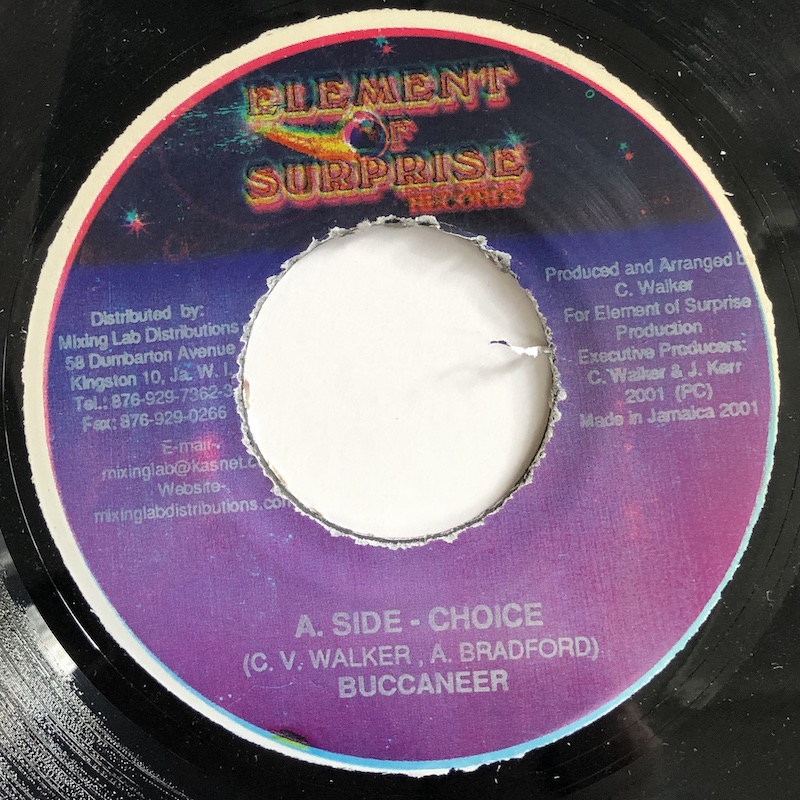 ELEMENT
OF
SURPRISE
RECORDS
Distributed by:
Mixing Lab Distributions
58 Dumbarton Avenue
Kingston 10, Ja. W. I.
Tel.: 876-929-7362-3
Fax: 876-929-0266
E-mail-
mixinglab@kasnet.c
Website-
mixinglabdistributions.com
Produced and Arranged b
C. Walker
For Element of Surprise
Production
Executive Producers:
C. Walker & J. Kerr
2001 (PC)
Made in Jamaica 2001
A. SIDE - CHOICE
(C. V. WALKER , A. BRADFORD)
BUCCANEER